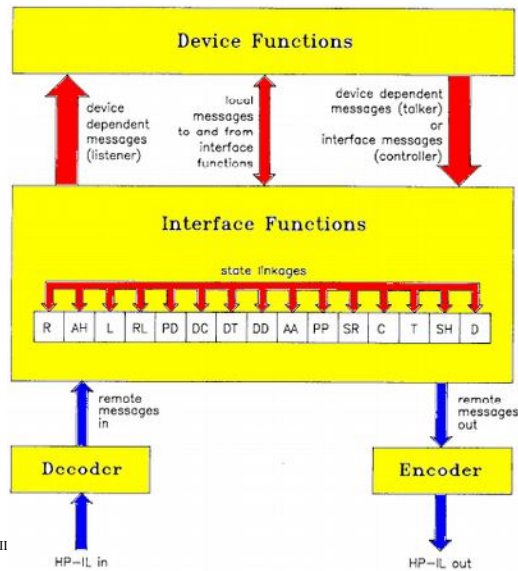 Device Functions
device
dependent
messages
(listener)
local
messages
to and from
interface
functions
device dependent
messages (talker)
or
interface messages
(controller)
Interface Functions
state linkages
R AH L RL PD DC DT DD AA PP SR C T SH D
remote
messages
in
remote
messages
out
Decoder
Encoder
II
HP-IL in
HP-IL out